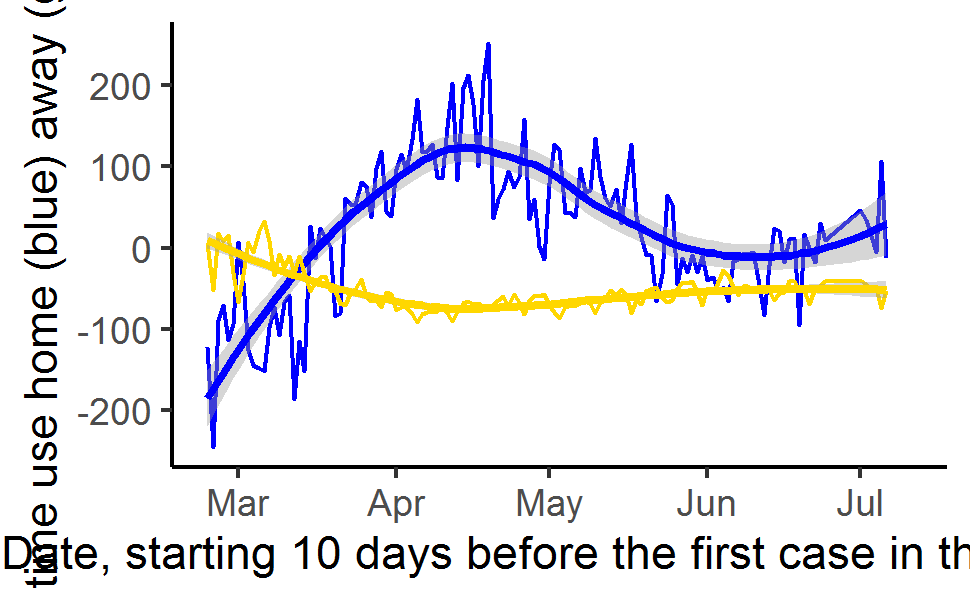 time use home (blue) away (
200
100
0
-100
-200
Mar Apr May Jun Jul
Date, starting 10 days before the first case in th